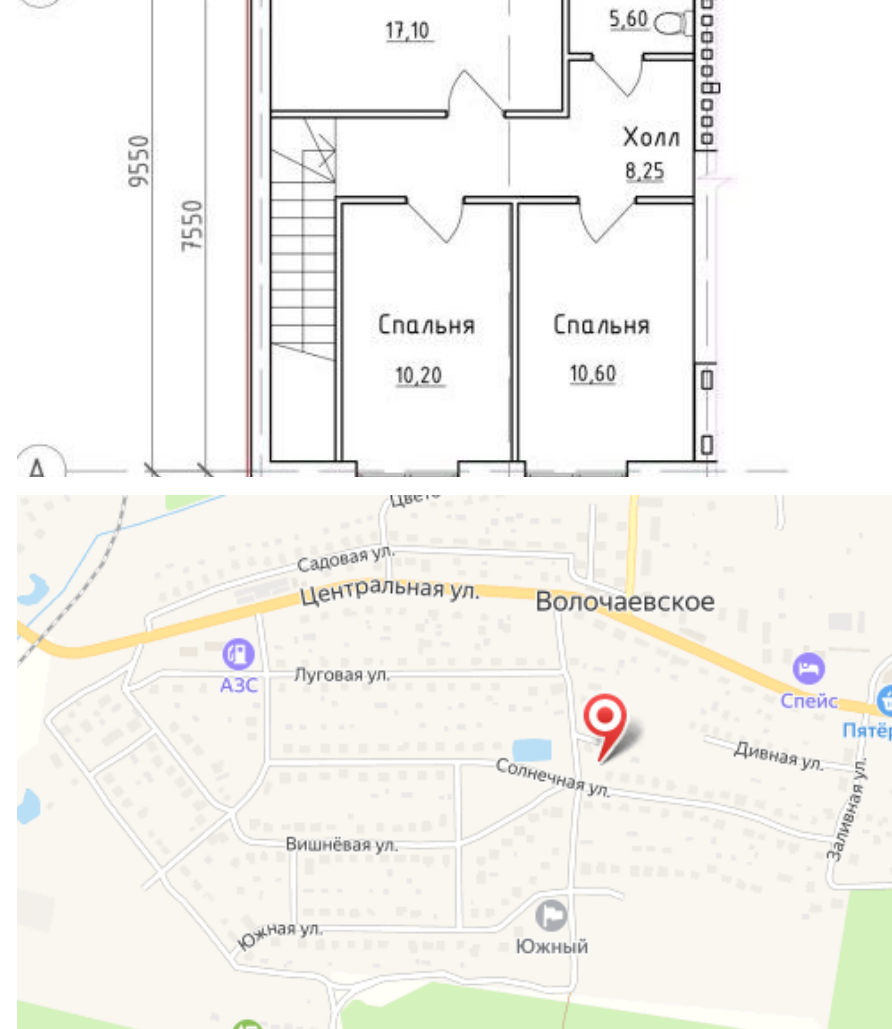 17,10
5,60
Холл
8,25
9550
7550
Спальня
10,20
Спальня
10,60
А
Садовая ул.
Центральная ул.
Волочаевское
АЗС
Луговая ул.
Спейс
Дивная ул.
Солнечная ул.
Заливная ул.
Вишнёвая ул.
Южная ул.
Южный